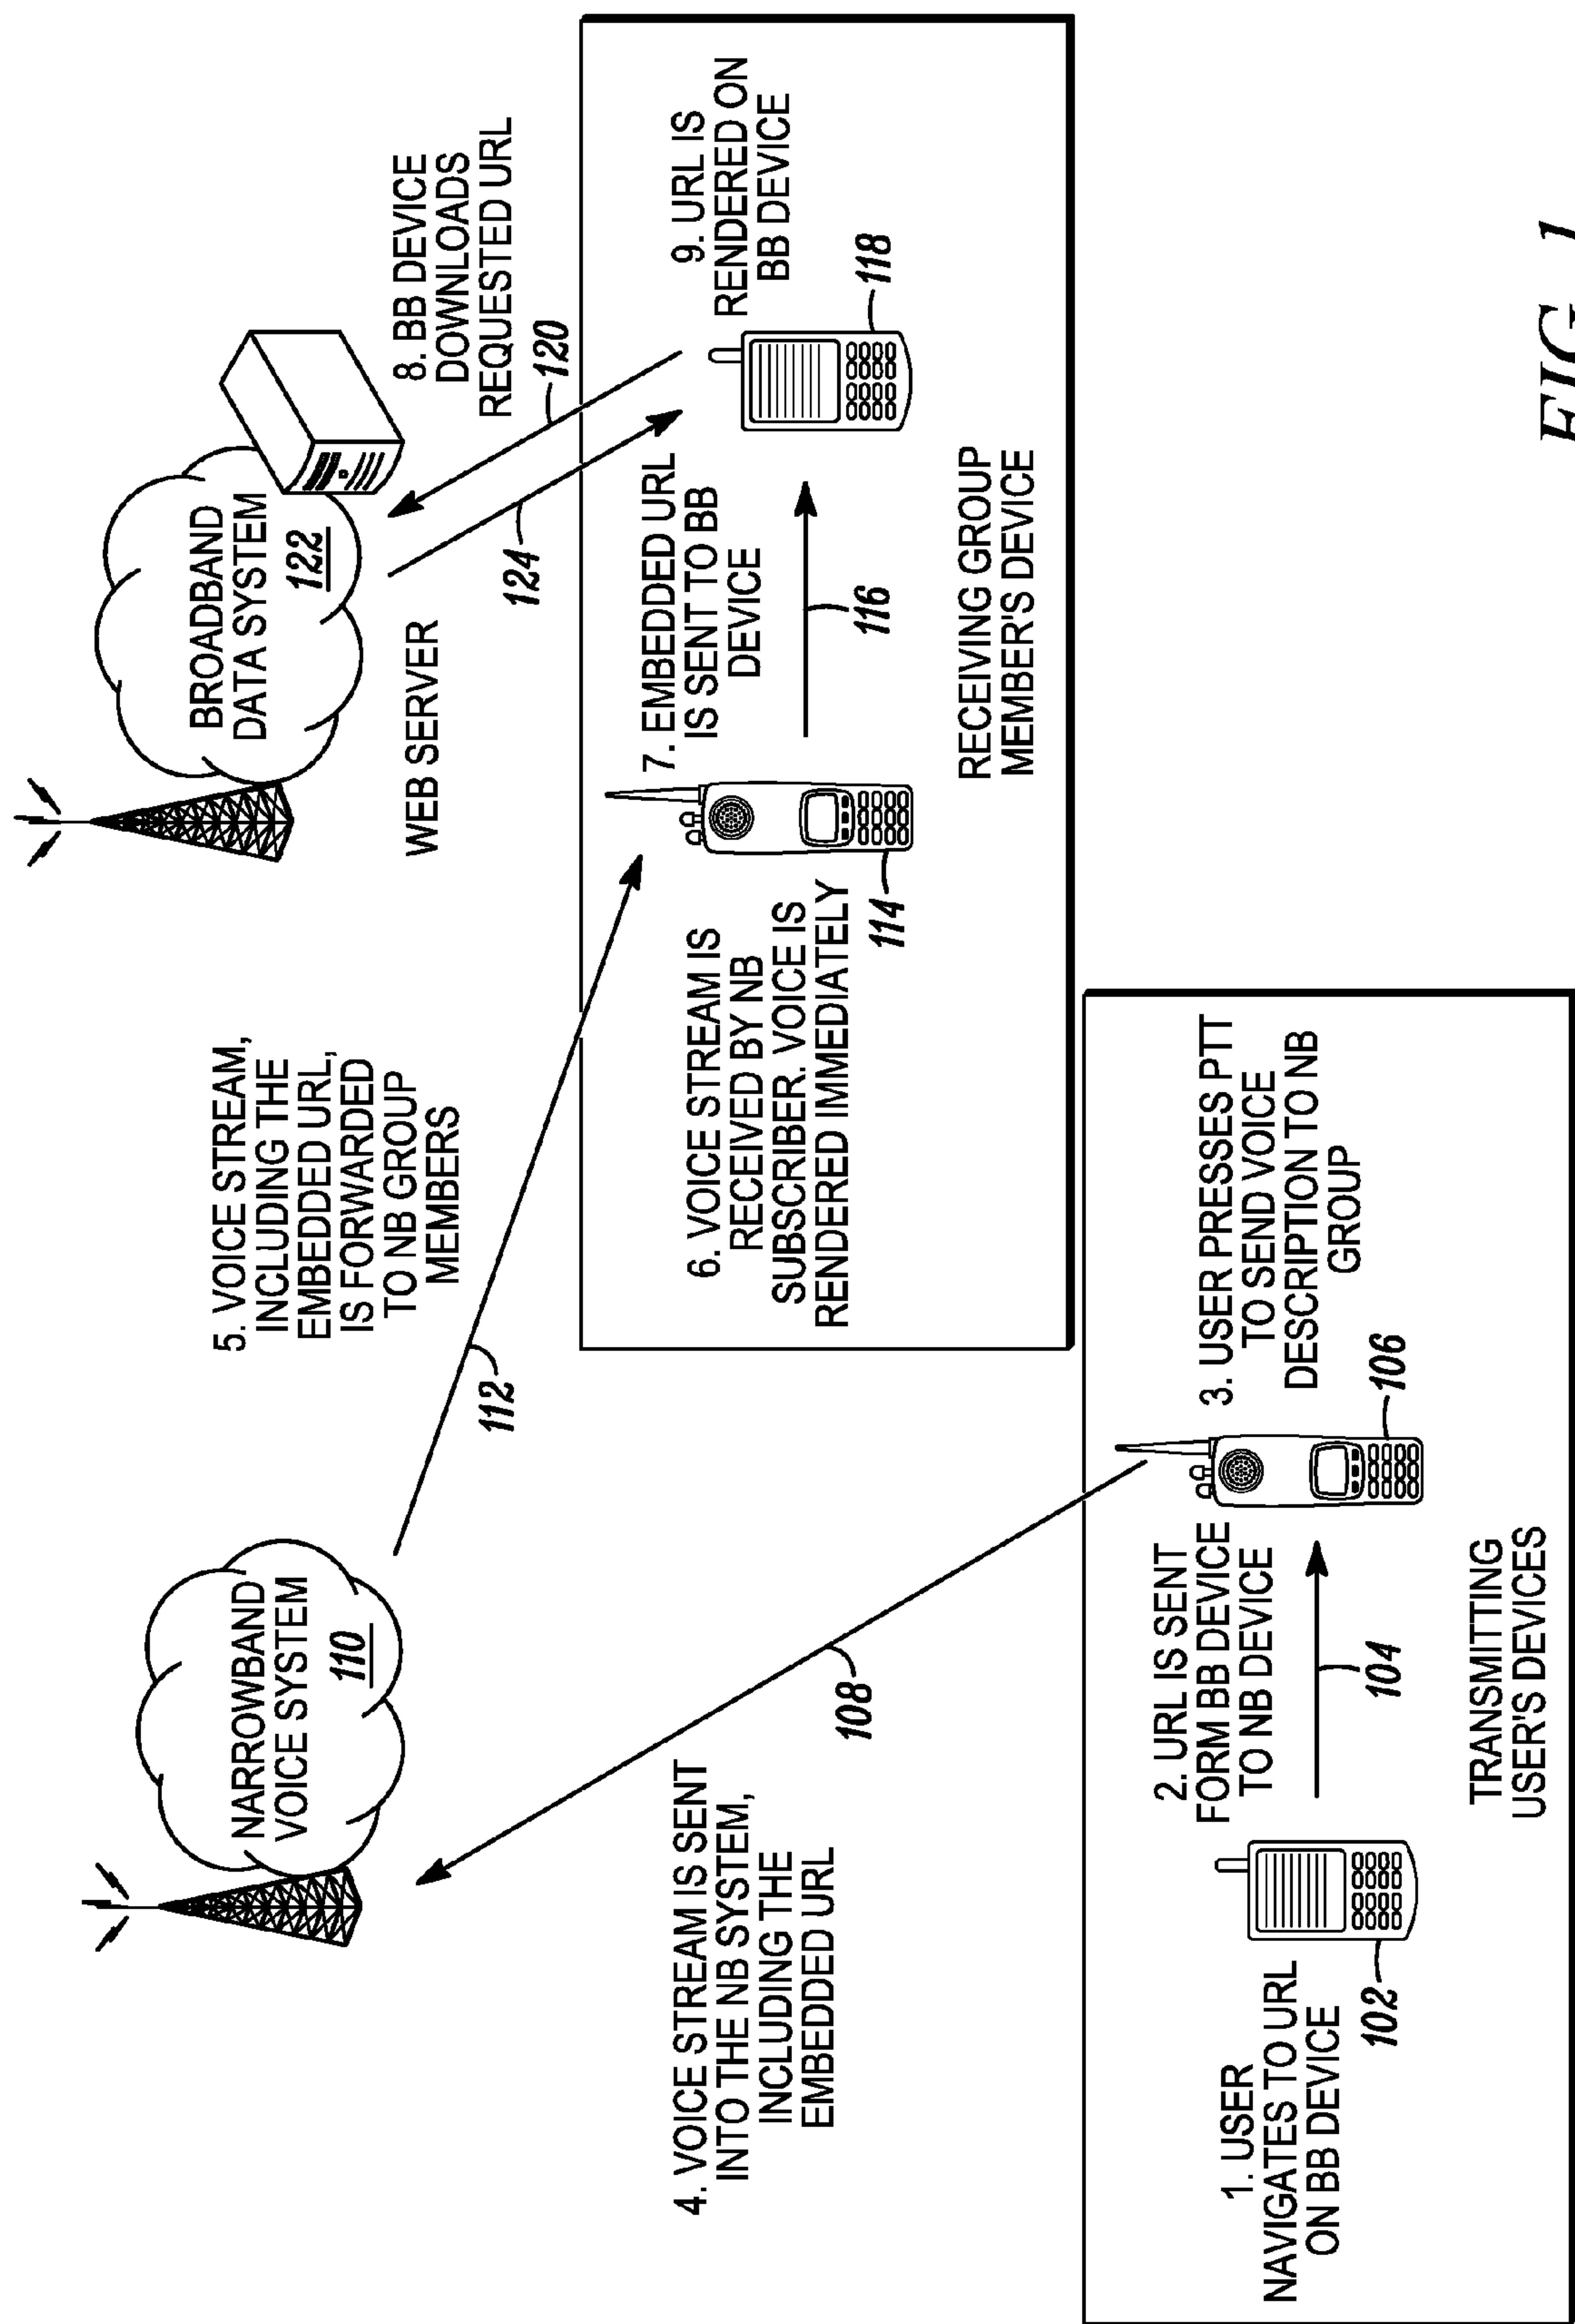 NARROWBAND
VOICE SYSTEM
110
BROADBAND
DATA SYSTEM
122
WEB SERVER
5. VOICE STREAM,
INCLUDING THE
EMBEDDED URL,
IS FORWARDED
TO NB GROUP
MEMBERS
112
8. BB DEVICE
DOWNLOADS
REQUESTED URL
120
124
4. VOICE STREAM IS SENT
INTO THE NB SYSTEM,
INCLUDING THE
EMBEDDED URL
108
6. VOICE STREAM IS
RECEIVED BY NB
SUBSCRIBER. VOICE IS
RENDERED IMMEDIATELY
114
7. EMBEDDED URL
IS SENT TO BB
DEVICE
116
9. URL IS
RENDERED ON
BB DEVICE
118
RECEIVING GROUP
MEMBER'S DEVICE
1. USER
NAVIGATES TO URL
ON BB DEVICE
102
2. URL IS SENT
FORM BB DEVICE
TO NB DEVICE
104
3. USER PRESSES PTT
TO SEND VOICE
DESCRIPTION TO NB
GROUP
106
TRANSMITTING
USER'S DEVICES
FIG. 1